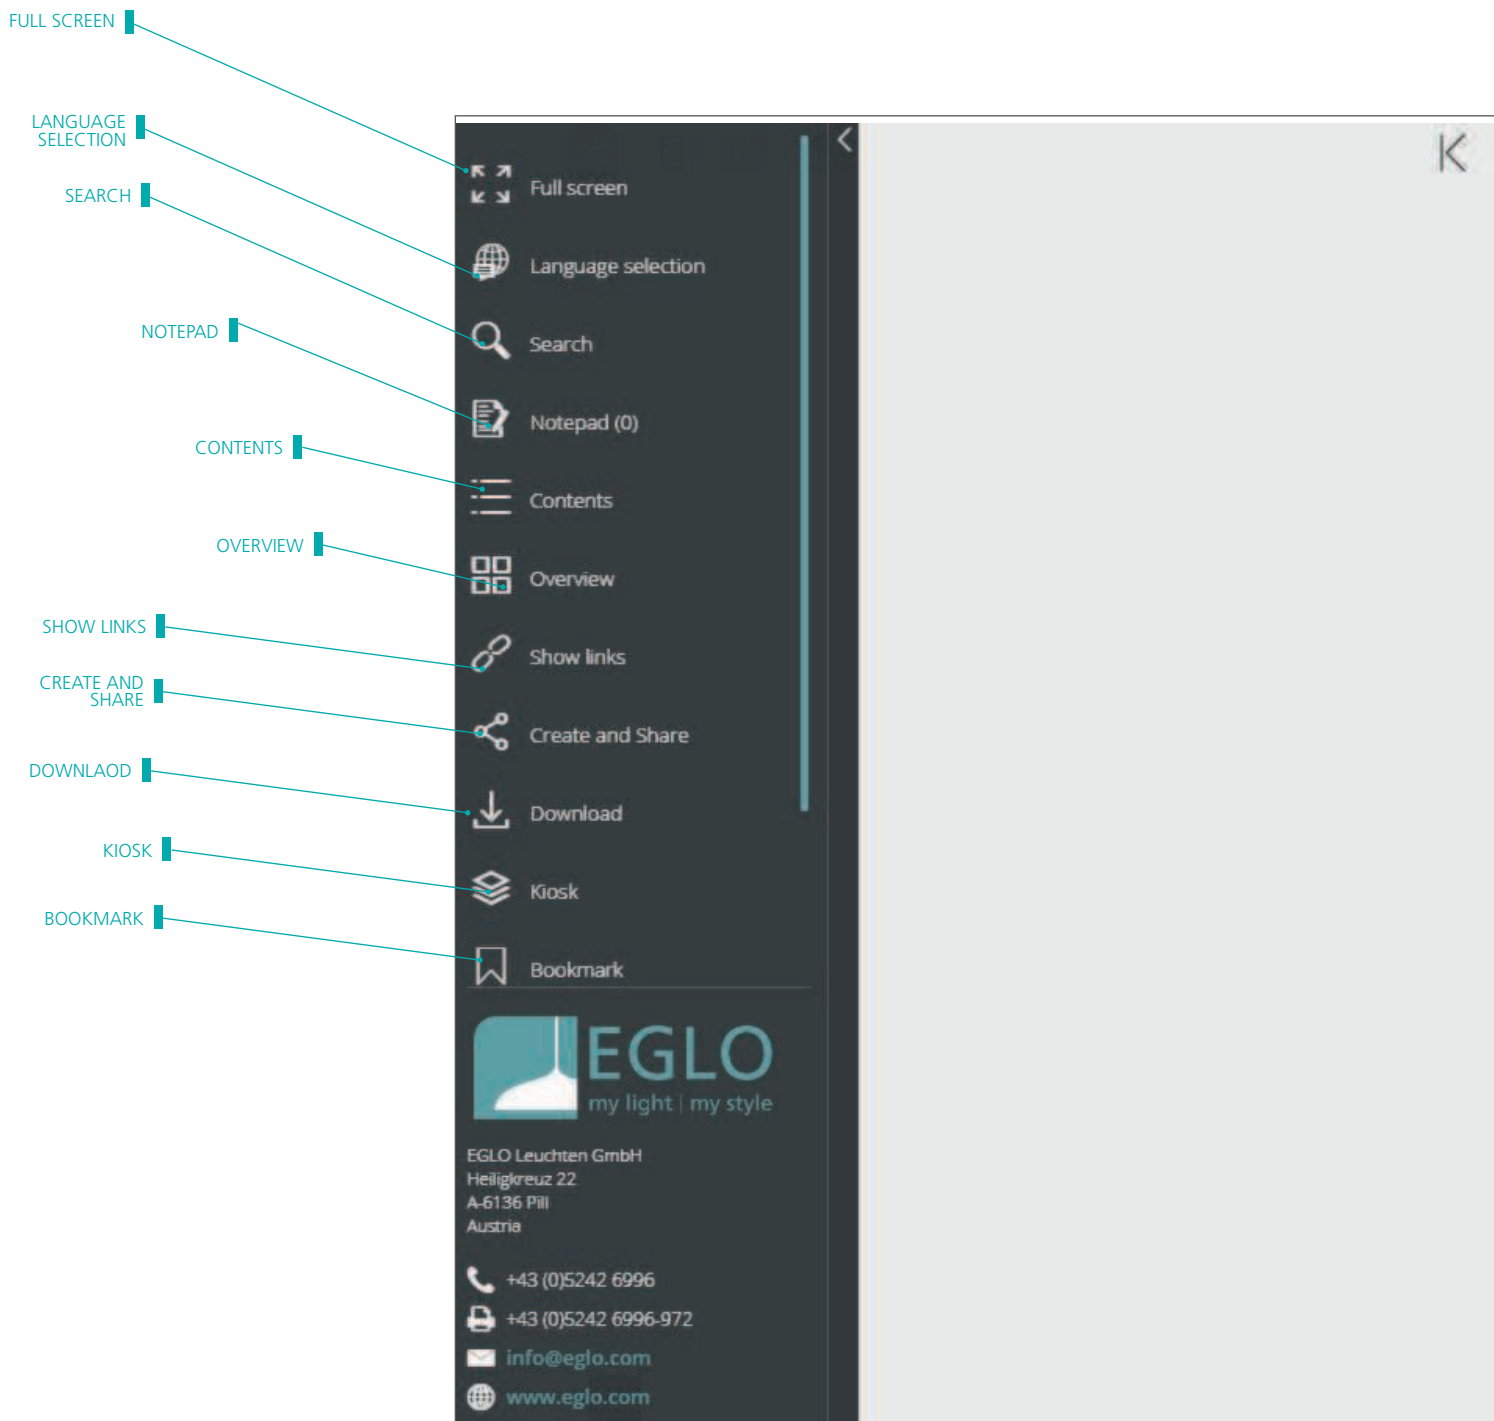 FULL SCREEN
LANGUAGE
SELECTION
SEARCH
NOTEPAD
CONTENTS
OVERVIEW
SHOW LINKS
CREATE AND
SHARE
DOWNLAOD
KIOSK
BOOKMARK
Full screen
Language selection
Search
Notepad (0)
Contents
Overview
Show links
Create and Share
Download
Kiosk
Bookmark
EGLO
my light | my style
EGLO Leuchten GmbH
Heiligkreuz 22
A-6136 Pill
Austria
+43 (0)5242 6996
+43 (0)5242 6996-972
info@eglo.com
www.eglo.com